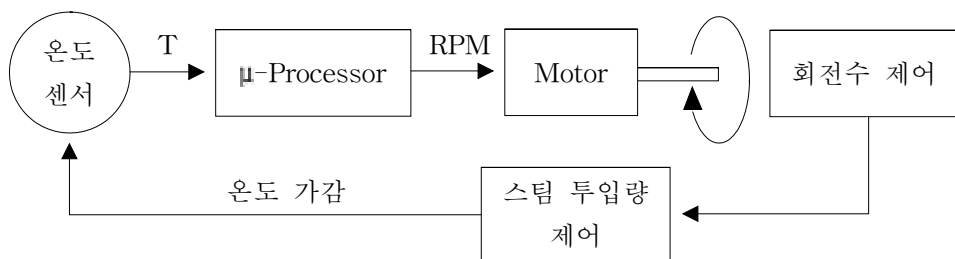 온도
센서
T
μ-Processor
RPM
Motor
회전수 제어
온도 가감
스팀 투입량
제어